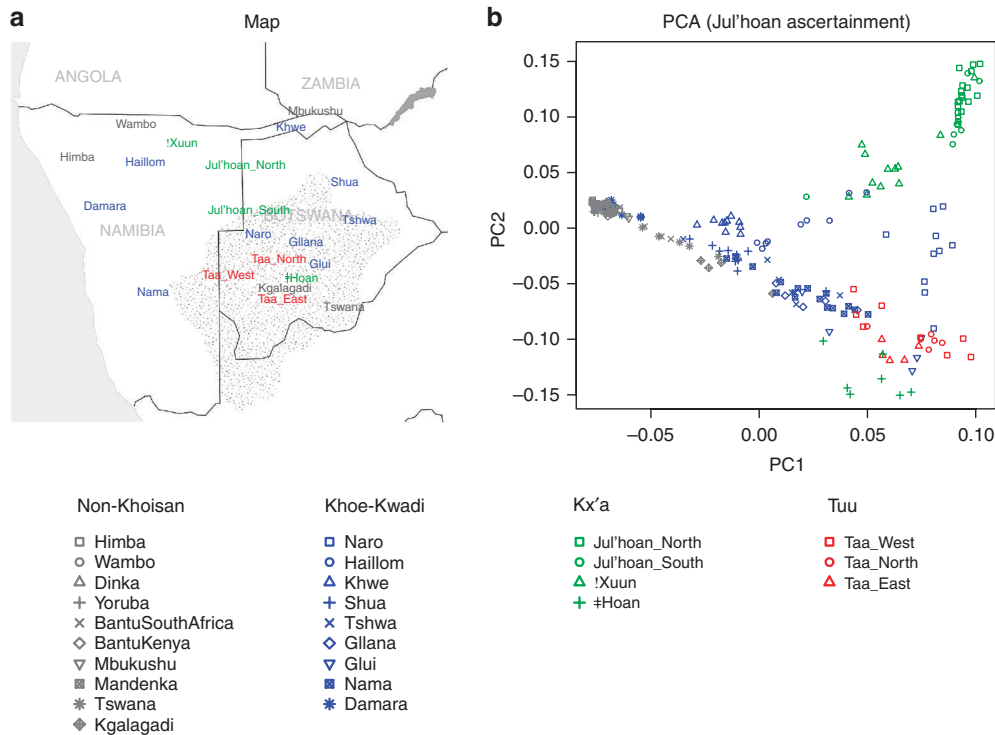 a
Map
ANGOLA
ZAMBIA
Mbukushu
Wambo
Khwe
!Xuun
Himba
Haillom
Jul'hoan_North
Shua
Damara
Jul'hoan_South
BOTSWANA
Tshwa
NAMIBIA
Naro
Gllana
Taa_North
Glui
Taa_West
ǂHoan
Kgalagadi
Nama
Taa_East
Tswana
b
PCA (Jul'hoan ascertainment)
0.15
0.10
0.05
0.00
−0.05
−0.10
−0.15
PC2
−0.05 0.00 0.05 0.10
PC1
Non-Khoisan
Himba
Wambo
Dinka
Yoruba
BantuSouthAfrica
BantuKenya
Mbukushu
Mandenka
Tswana
Kgalagadi
Khoe-Kwadi
Naro
Haillom
Khwe
Shua
Tshwa
Gllana
Glui
Nama
Damara
Kx′a
Jul'hoan_North
Jul'hoan_South
!Xuun
ǂHoan
Tuu
Taa_West
Taa_North
Taa_East